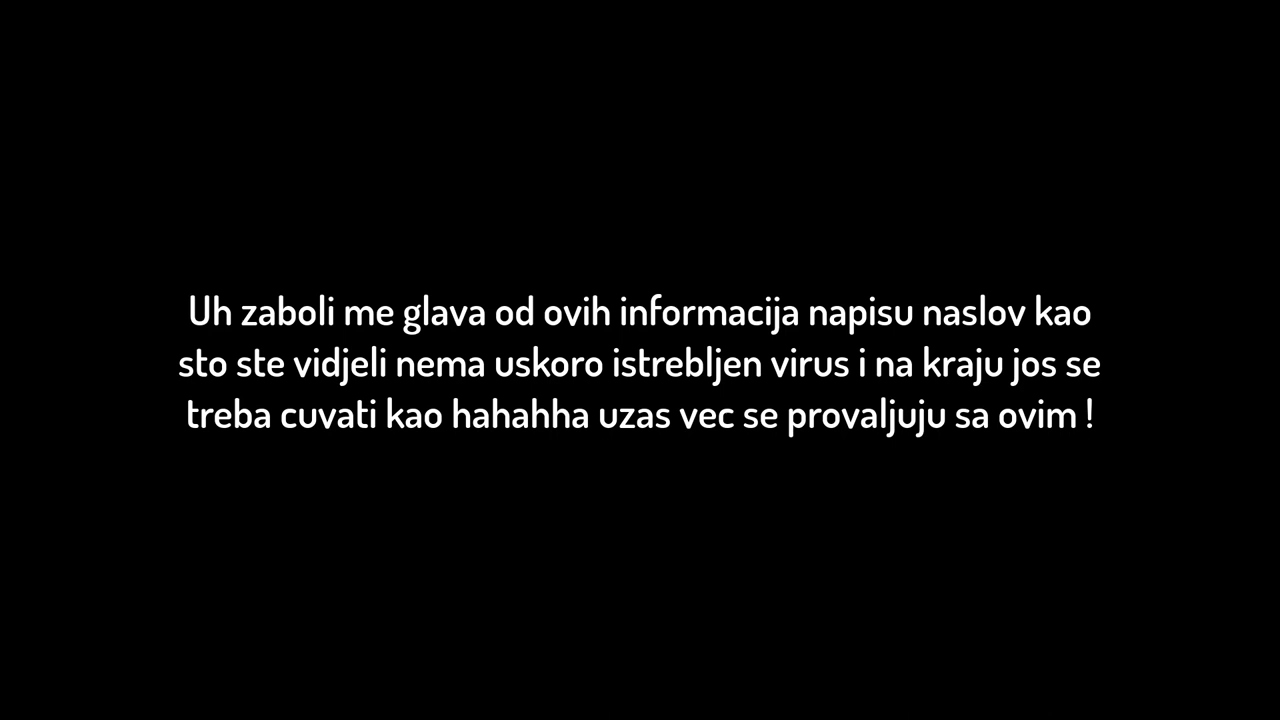 Uh zaboli me glava od ovih informacija napisu naslov kao
sto ste vidjeli nema uskoro istrebljen virus i na kraju jos se
treba cuvati kao hahahha uzas vec se provaljuju sa ovim !